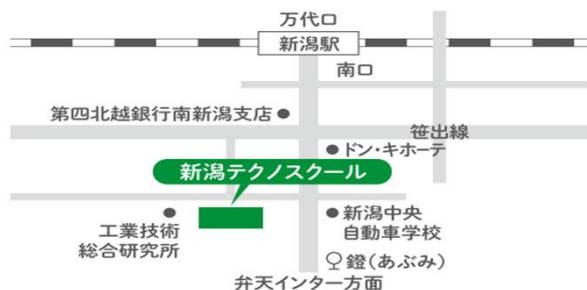 万代口
新潟駅
南口
第四北越銀行南新潟支店
笹出線
ドン・キホーテ
新潟テクノスクール
工業技術
総合研究所
新潟中央
自動車学校
鐙(あぶみ)
弁天インター方面